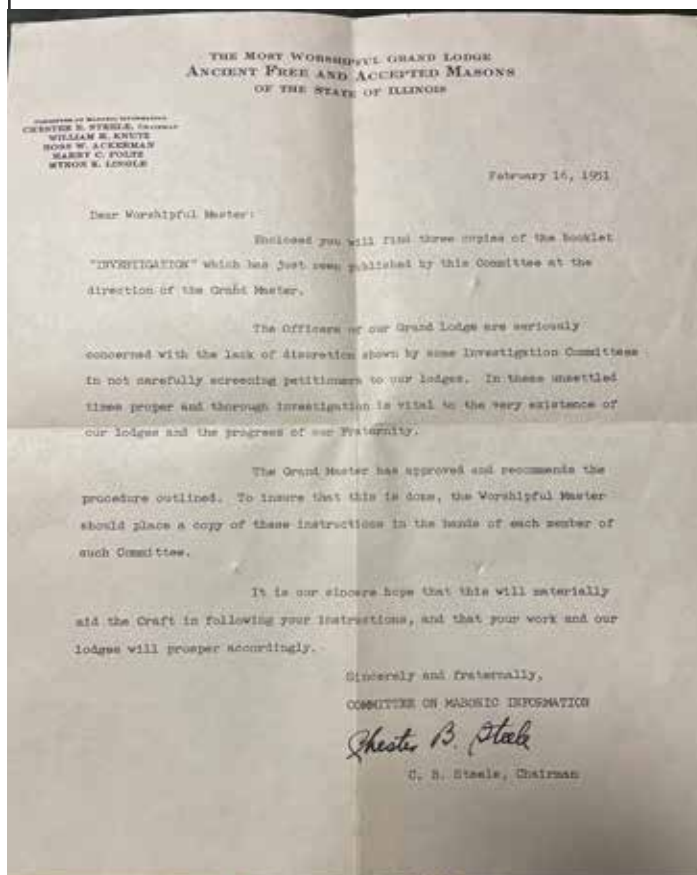 THE MOST WORSHIPFUL GRAND LODGE
ANCIENT FREE AND ACCEPTED MASONS
OF THE STATE OF ILLINOIS
COMMITTEE ON MASONIC INFORMATION
CHESTER B. STEELE, CHAIRMAN
WILLIAM H. KNUTZ
ROSS W. ACKERMAN
HARRY C. FOLTZ
MYRON K. LINGLE
February 16, 1951
Dear Worshipful Master:
Enclosed you will find three copies of the booklet
"INVESTIGATION" which has just been published by this Committee at the
direction of the Grand Master.
The Officers of our Grand Lodge are seriously
concerned with the lack of discretion shown by some Investigation Committees
in not carefully screening petitioners to our lodges. In these unsettled
times proper and thorough investigation is vital to the very existence of
our lodges and the progress of our Fraternity.
The Grand Master has approved and recommends the
procedure outlined. To insure that this is done, the Worshipful Master
should place a copy of these instructions in the hands of each member of
such Committee.
It is our sincere hope that this will materially
aid the Craft in following your instructions, and that your work and our
lodges will prosper accordingly.
Sincerely and fraternally,
COMMITTEE ON MASONIC INFORMATION
Chester B. Steele
C. B. Steele, Chairman